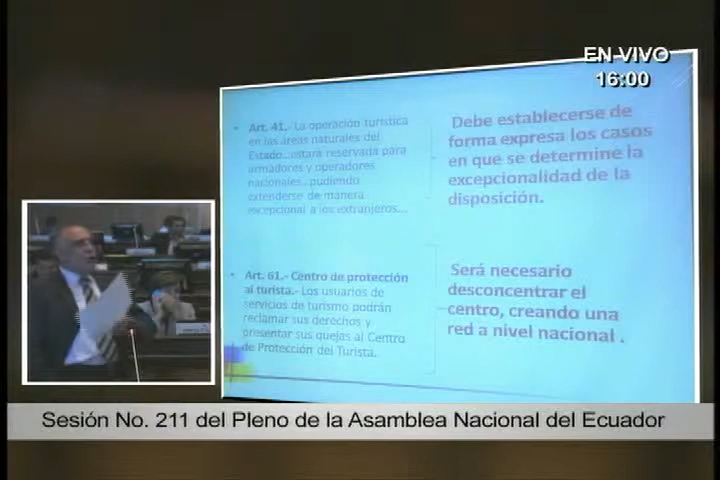 EN VIVO
16:00
• Art. 41.- La operación turística
en las áreas naturales del
Estado...estará reservada para
armadores y operadores
nacionales...pudiendo
extenderse de manera
excepcional a los extranjeros...
Debe establecerse de
forma expresa los casos
en que se determine la
excepcionalidad de la
disposición.
• Art. 61.- Centro de protección
al turista.- Los usuarios de
servicios de turismo podrán
reclamar sus derechos y
presentar sus quejas al Centro
de Protección del Turista.
Será necesario
desconcentrar el
centro, creando una
red a nivel nacional .
Sesión No. 211 del Pleno de la Asamblea Nacional del Ecuador